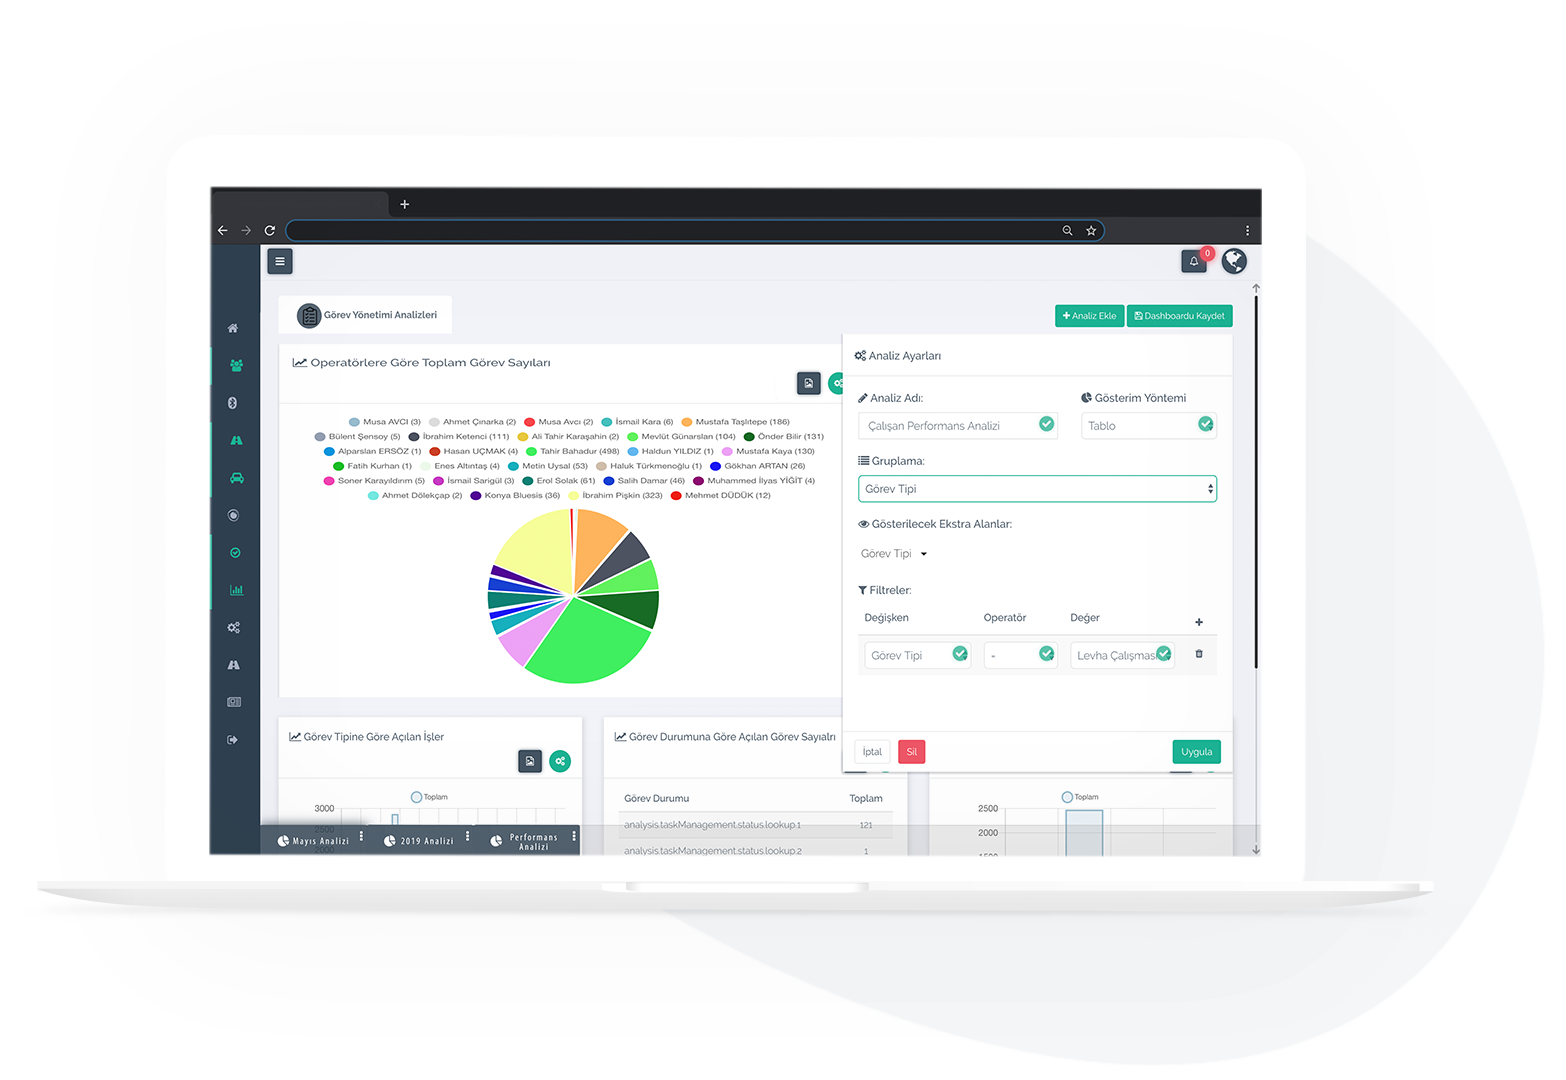 0
Görev Yönetimi Analizleri
Analiz Ekle
Dashboardu Kaydet
Operatörlere Göre Toplam Görev Sayıları
Musa AVCI (3) Ahmet Çınarka (2) Musa Avcı (2) İsmail Kara (6) Mustafa Taşlıtepe (186)
Bülent Şensoy (5) İbrahim Ketenci (111) Ali Tahir Karaşahin (2) Mevlüt Günarslan (104) Önder Bilir (131)
Alparslan ERSÖZ (1) Hasan UÇMAK (4) Tahir Bahadur (498) Haldun YILDIZ (1) Mustafa Kaya (130)
Fatih Kurhan (1) Enes Altıntaş (4) Metin Uysal (53) Haluk Türkmenoğlu (1) Gökhan ARTAN (26)
Soner Karayıldırım (5) İsmail Sarıgül (3) Erol Solak (61) Salih Damar (46) Muhammed İlyas YİĞİT (4)
Ahmet Dölekçap (2) Konya Bluesis (36) İbrahim Pişkin (323) Mehmet DÜDÜK (12)
Analiz Ayarları
Analiz Adı: Gösterim Yöntemi
Çalışan Performans Analizi Tablo
Gruplama:
Görev Tipi
Gösterilecek Ekstra Alanlar:
Görev Tipi
Filtreler:
Değişken Operatör Değer
Görev Tipi - Levha Çalışması
İptal Sil Uygula
Görev Tipine Göre Açılan İşler
Toplam
3000
2500
2000
Görev Durumuna Göre Açılan Görev Sayıalrı
Görev Durumu Toplam
analysis.taskManagement.status.lookup.1 121
analysis.taskManagement.status.lookup.2 1
Toplam
2500
2000
1500
Mayıs Analizi
2019 Analizi
Performans
Analizi